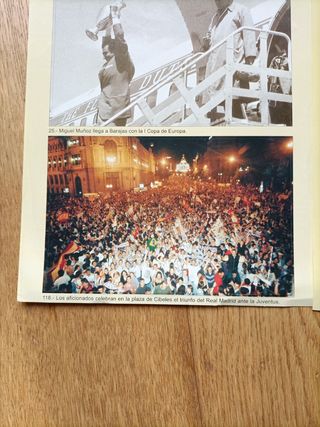 25.- Miguel Muñoz llega a Barajas con la I Copa de Europa.
118.- Los aficionados celebran en la plaza de Cibeles el triunfo del Real Madrid ante la Juventus.